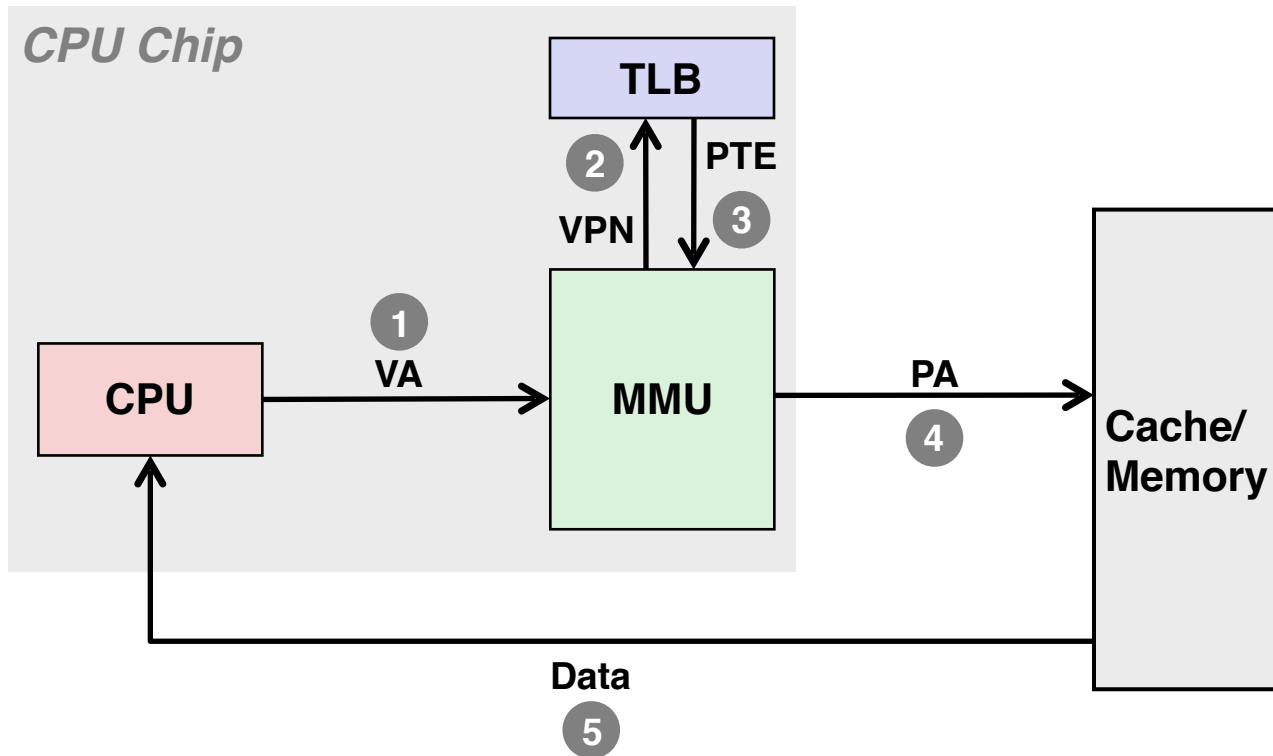 CPU Chip
TLB
2
PTE
VPN
3
1
VA
CPU
MMU
PA
4
Cache/
Memory
Data
5